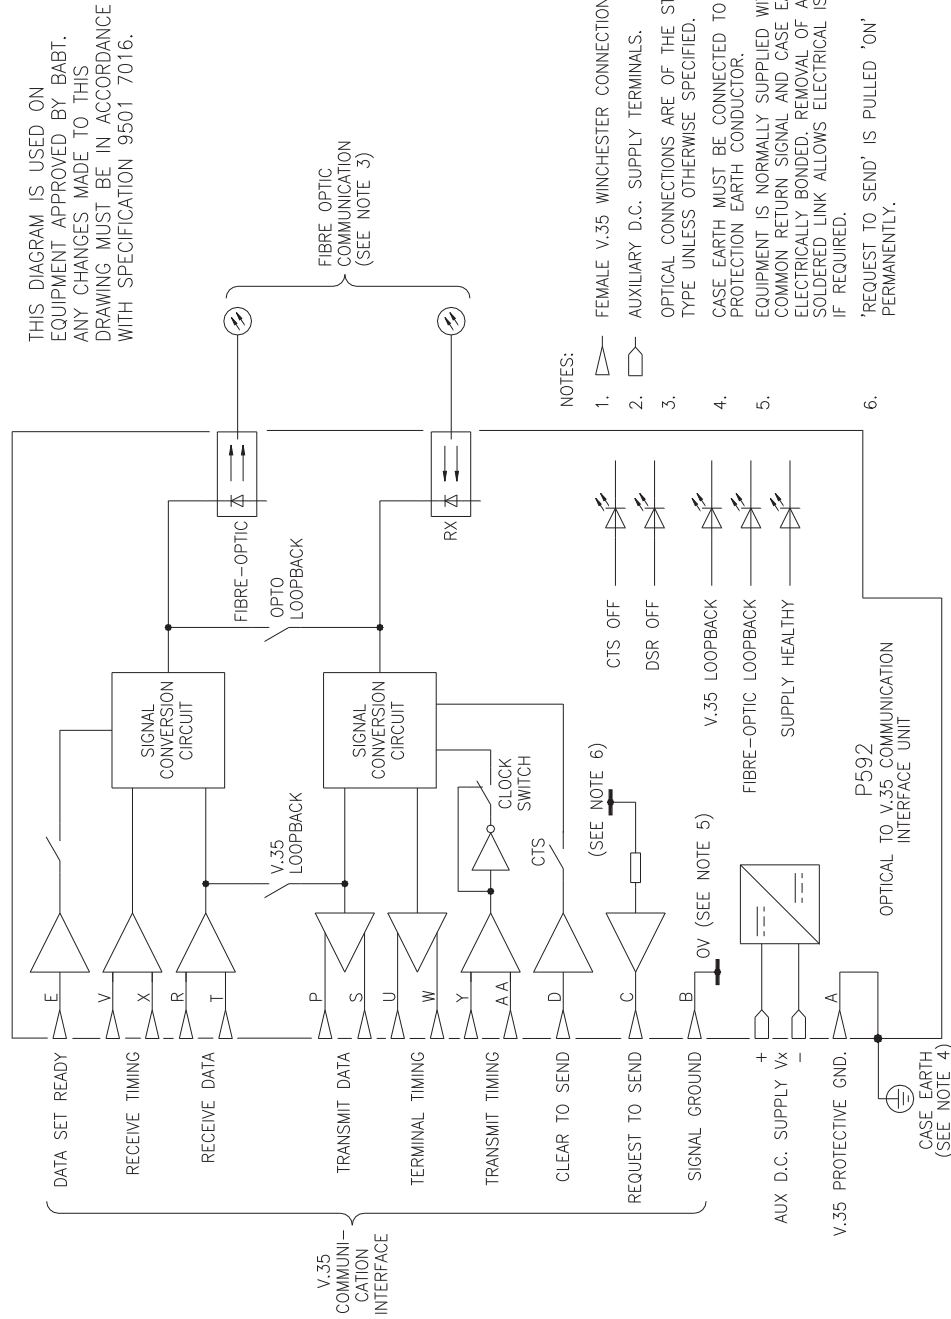 THIS DIAGRAM IS USED ON
EQUIPMENT APPROVED BY BABT.
ANY CHANGES MADE TO THIS
DRAWING MUST BE IN ACCORDANCE
WITH SPECIFICATION 9501 7016.
V.35
COMMUNI-
CATION
INTERFACE
DATA SET READY
RECEIVE TIMING
RECEIVE DATA
TRANSMIT DATA
TERMINAL TIMING
TRANSMIT TIMING
CLEAR TO SEND
REQUEST TO SEND
SIGNAL GROUND
AUX D.C. SUPPLY Vx
+
-
V.35 PROTECTIVE GND.
CASE EARTH
(SEE NOTE 4)
E
V
X
R
T
P
S
U
W
Y
AA
D
C
B
A
V.35
LOOPBACK
CTS
CLOCK
SWITCH
(SEE NOTE 6)
0V (SEE NOTE 5)
SIGNAL
CONVERSION
CIRCUIT
SIGNAL
CONVERSION
CIRCUIT
OPTO
LOOPBACK
FIBRE-OPTIC
RX
FIBRE OPTIC
COMMUNICATION
(SEE NOTE 3)
CTS OFF
DSR OFF
V.35 LOOPBACK
FIBRE-OPTIC LOOPBACK
SUPPLY HEALTHY
P592
OPTICAL TO V.35 COMMUNICATION
INTERFACE UNIT
NOTES:
1. FEMALE V.35 WINCHESTER CONNECTION
2. AUXILIARY D.C. SUPPLY TERMINALS.
3. OPTICAL CONNECTIONS ARE OF THE
TYPE UNLESS OTHERWISE SPECIFIED.
4. CASE EARTH MUST BE CONNECTED TO
PROTECTION EARTH CONDUCTOR.
5. EQUIPMENT IS NORMALLY SUPPLIED
COMMON RETURN SIGNAL AND CASE
ELECTRICALLY BONDED. REMOVAL OF
SOLDERED LINK ALLOWS ELECTRICAL
IF REQUIRED.
6. 'REQUEST TO SEND' IS PULLED 'ON'
PERMANENTLY.